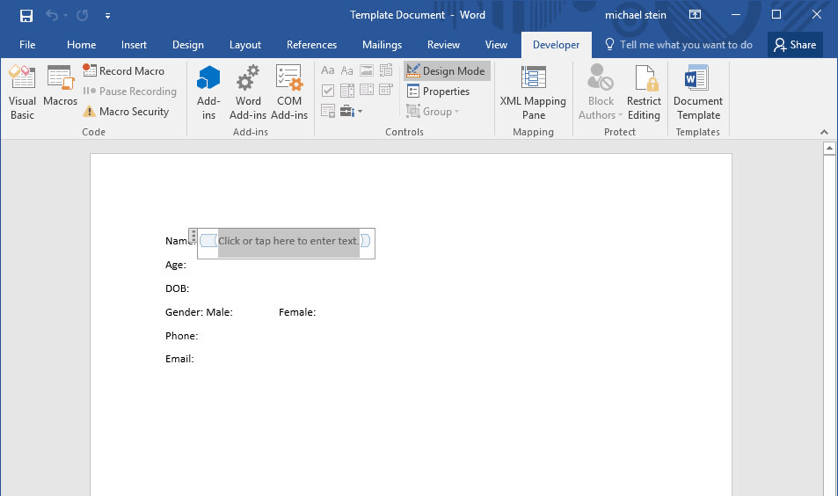 Template Document - Word
michael stein
File Home Insert Design Layout References Mailings Review View Developer Tell me what you want to do Share
Visual Basic
Macros
Record Macro
Pause Recording
Macro Security
Code
Add-ins
Word Add-ins
COM Add-ins
Add-ins
Aa Aa
Design Mode
Properties
Group
Controls
XML Mapping Pane
Mapping
Block Authors
Restrict Editing
Protect
Document Template
Templates
Name: Click or tap here to enter text.
Age:
DOB:
Gender: Male: Female:
Phone:
Email: